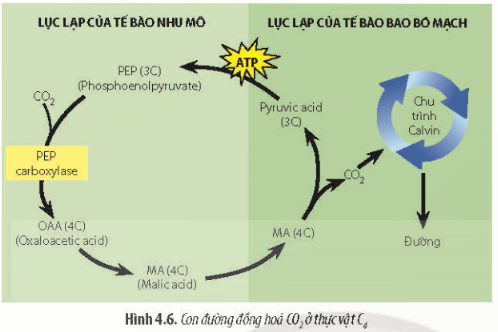 LỤC LẠP CỦA TẾ BÀO NHU MÔ
LỤC LẠP CỦA TẾ BÀO BAO BÓ MẠCH
ATP
PEP (3C)
(Phosphoenolpyruvate)
CO₂
PEP
carboxylase
OAA (4C)
(Oxaloacetic acid)
MA (4C)
(Malic acid)
MA (4C)
Pyruvic acid
(3C)
CO₂
Chu
trình
Calvin
Đường
Hình 4.6. Con đường đồng hoá CO₂ ở thực vật C₄